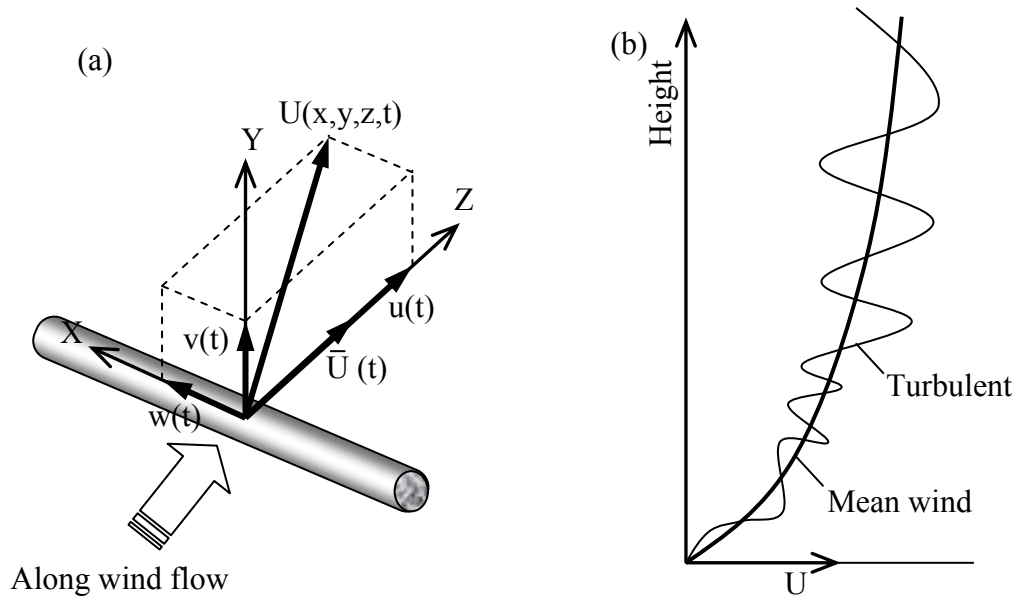 (a)
U(x,y,z,t)
Y
Z
X
v(t)
u(t)
Ū (t)
w(t)
Along wind flow
(b)
Height
Turbulent
Mean wind
U